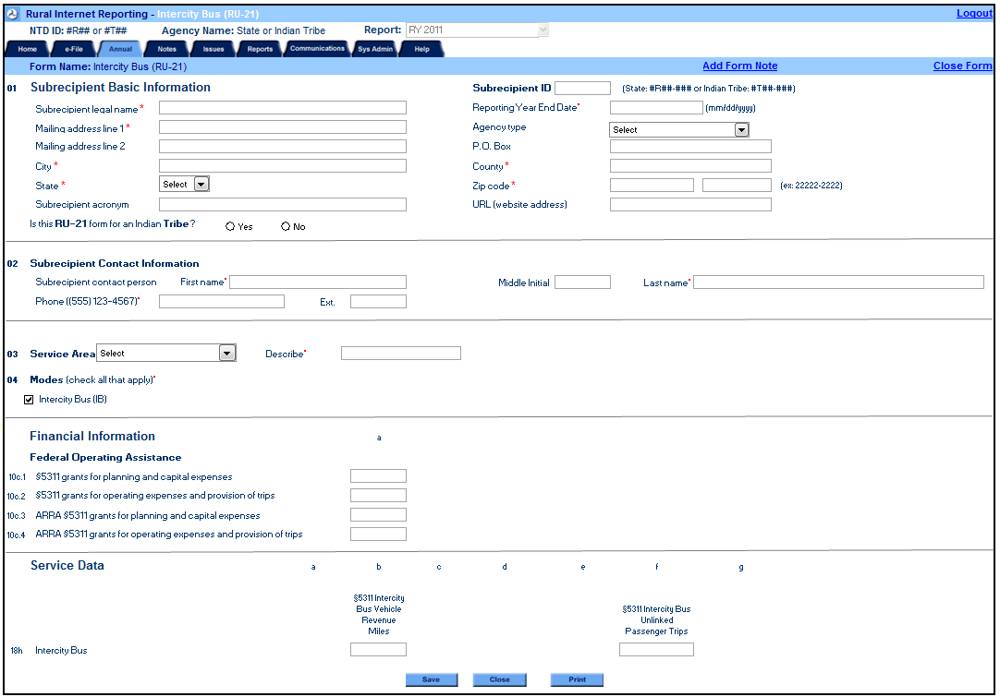 Rural Internet Reporting - Intercity Bus (RU-21) Logout
NTD ID: #R## or #T## Agency Name: State or Indian Tribe Report: RY 2011
Home e-File Annual Notes Issues Reports Communications Sys Admin Help
Form Name: Intercity Bus (RU-21) Add Form Note Close Form
01 Subrecipient Basic Information Subrecipient ID (State: #R##-### or Indian Tribe: #T##-###)
Subrecipient legal name* Reporting Year End Date* (mm/dd/yyyy)
Mailing address line 1* Agency type Select
Mailing address line 2 P.O. Box
City* County*
State* Select Zip code* (ex: 22222-2222)
Subrecipient acronym URL (website address)
Is this RU-21 form for an Indian Tribe? Yes No
02 Subrecipient Contact Information
Subrecipient contact person First name* Middle Initial Last name*
Phone ((555) 123-4567)* Ext.
03 Service Area Select Describe*
04 Modes (check all that apply)*
Intercity Bus (IB)
Financial Information a
Federal Operating Assistance
10c.1 §5311 grants for planning and capital expenses
10c.2 §5311 grants for operating expenses and provision of trips
10c.3 ARRA §5311 grants for planning and capital expenses
10c.4 ARRA §5311 grants for operating expenses and provision of trips
Service Data a b c d e f g
§5311 Intercity
Bus Vehicle
Revenue
Miles
§5311 Intercity Bus
Unlinked
Passenger Trips
18h Intercity Bus
Save Close Print